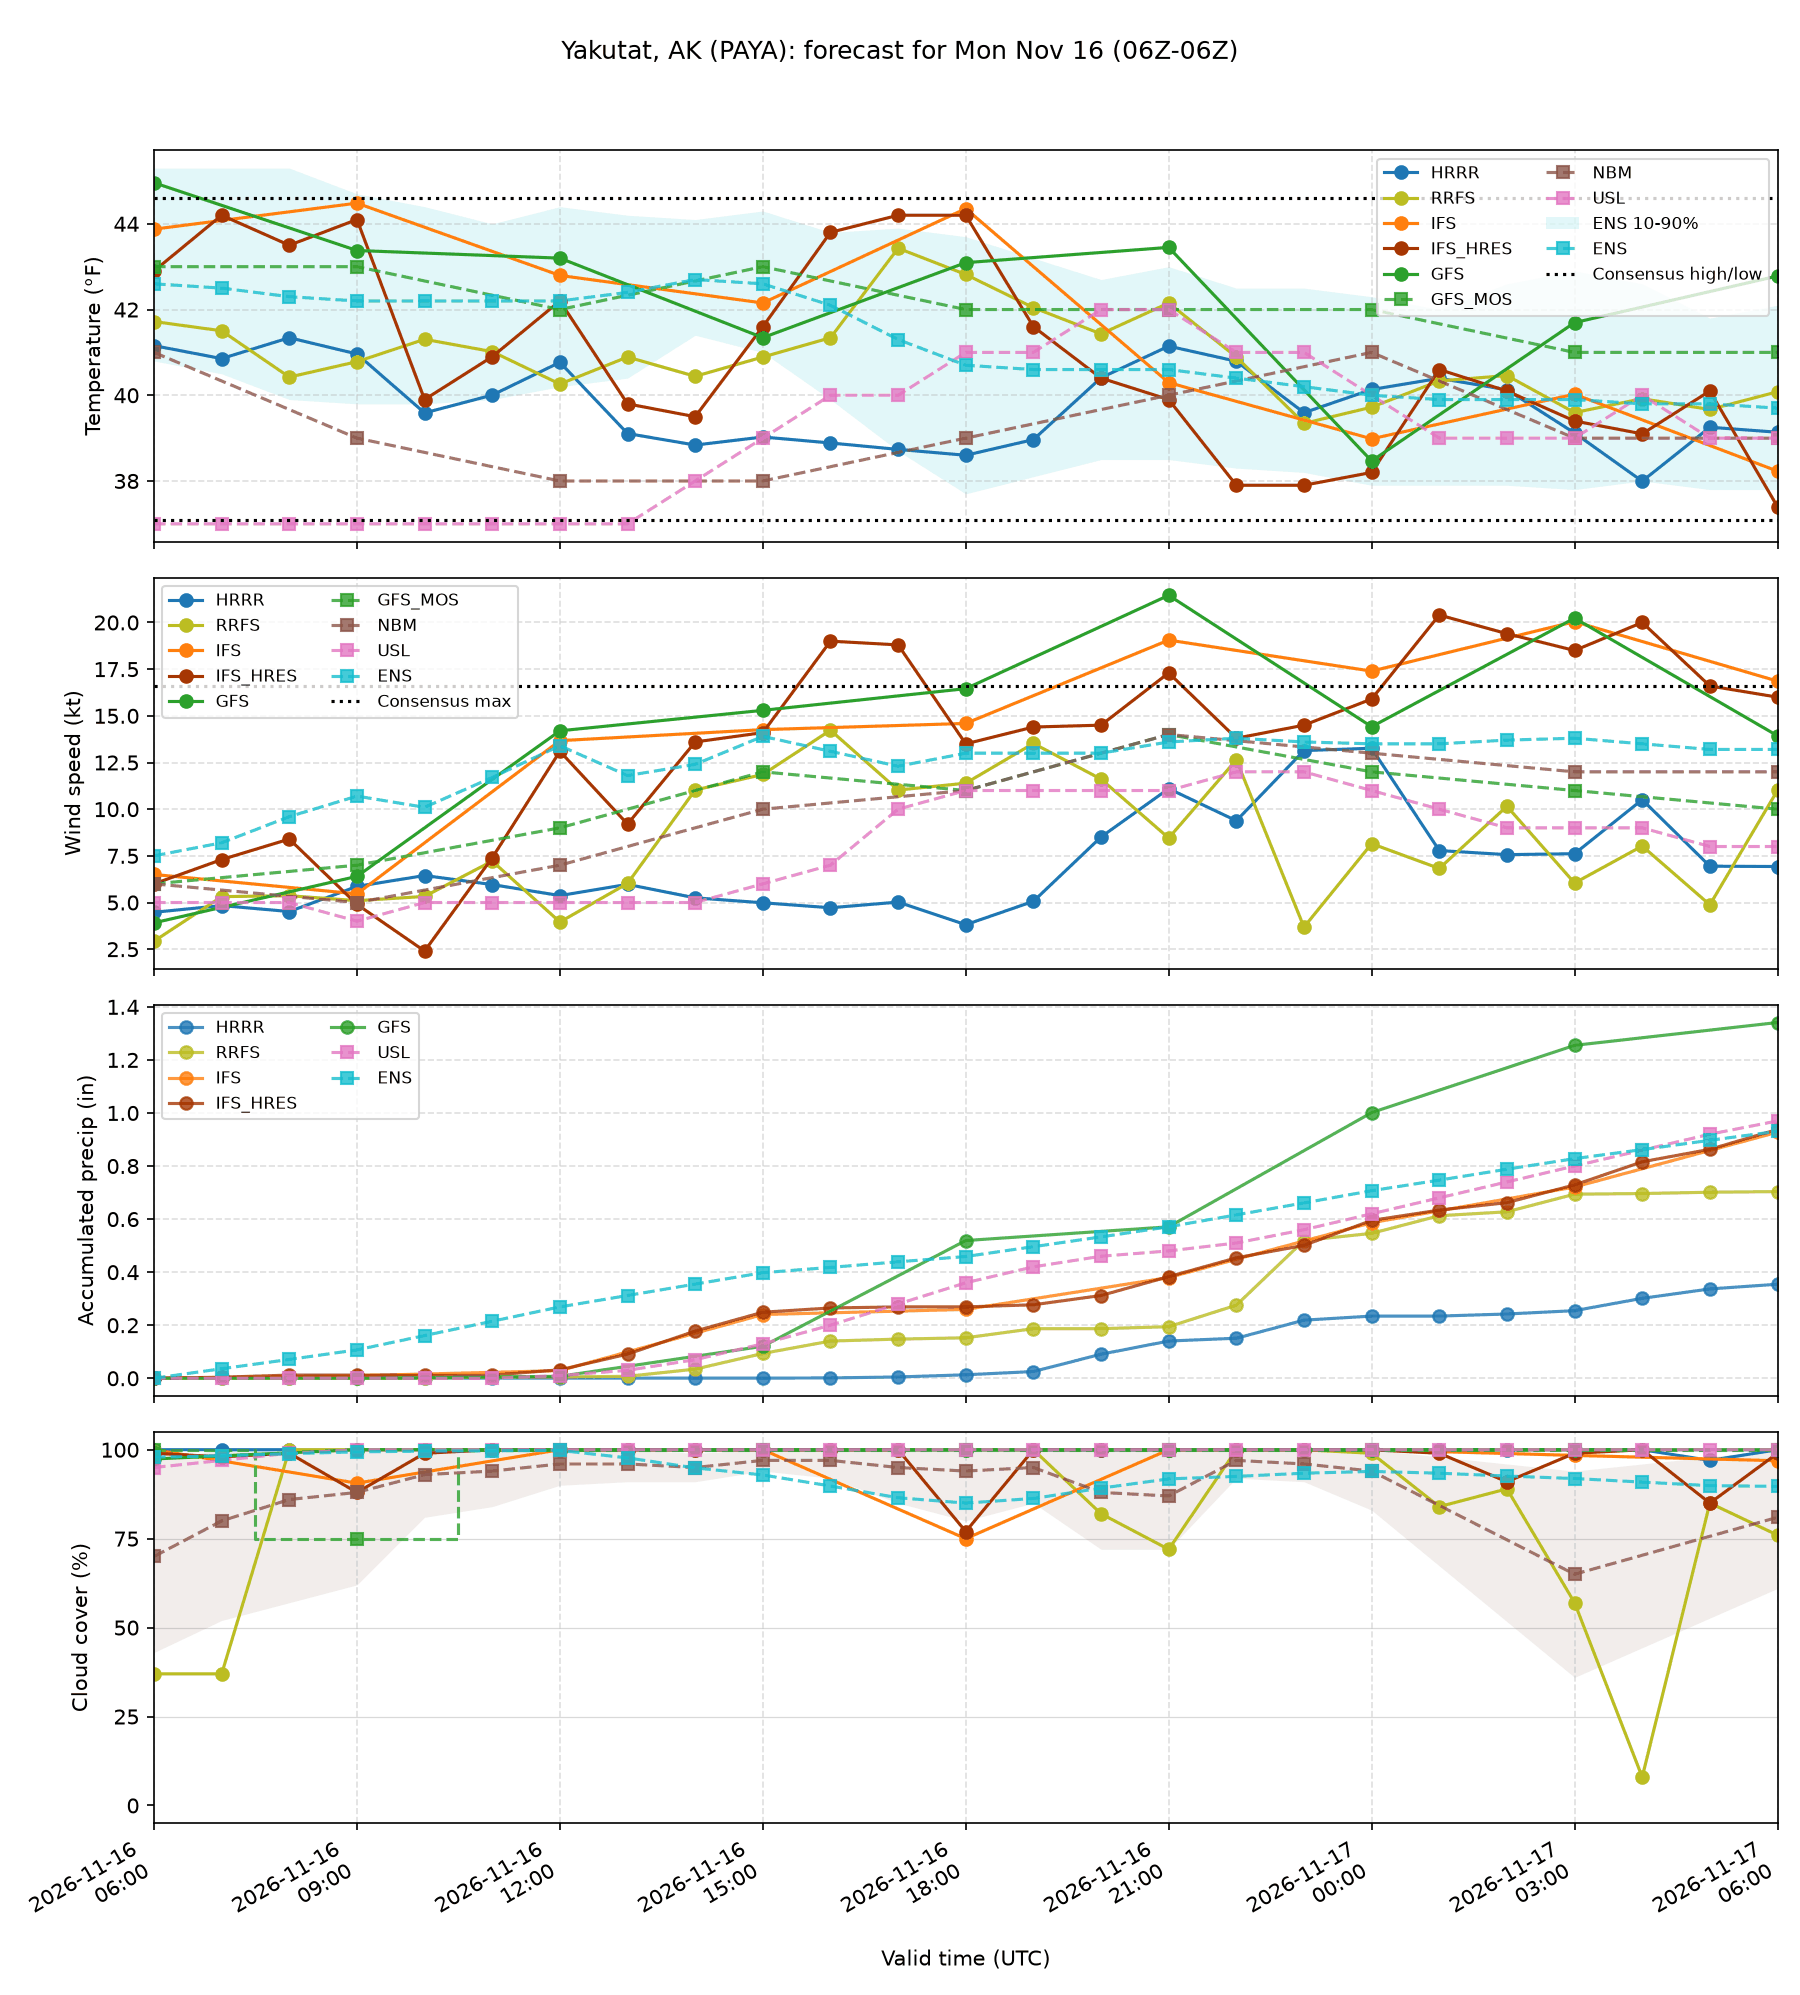 Yakutat, AK (PAYA): forecast for Mon Nov 16 (06Z-06Z)
Temperature (°F)
44
42
40
38
HRRR
RRFS
IFS
IFS_HRES
GFS
GFS_MOS
NBM
USL
ENS 10-90%
ENS
Consensus high/low
Wind speed (kt)
20.0
17.5
15.0
12.5
10.0
7.5
5.0
2.5
HRRR
RRFS
IFS
IFS_HRES
GFS
GFS_MOS
NBM
USL
ENS
Consensus max
Accumulated precip (in)
1.4
1.2
1.0
0.8
0.6
0.4
0.2
0.0
HRRR
RRFS
IFS
IFS_HRES
GFS
USL
ENS
Cloud cover (%)
100
75
50
25
0
2026-11-16
06:00
2026-11-16
09:00
2026-11-16
12:00
2026-11-16
15:00
2026-11-16
18:00
2026-11-16
21:00
2026-11-17
00:00
2026-11-17
03:00
2026-11-17
06:00
Valid time (UTC)